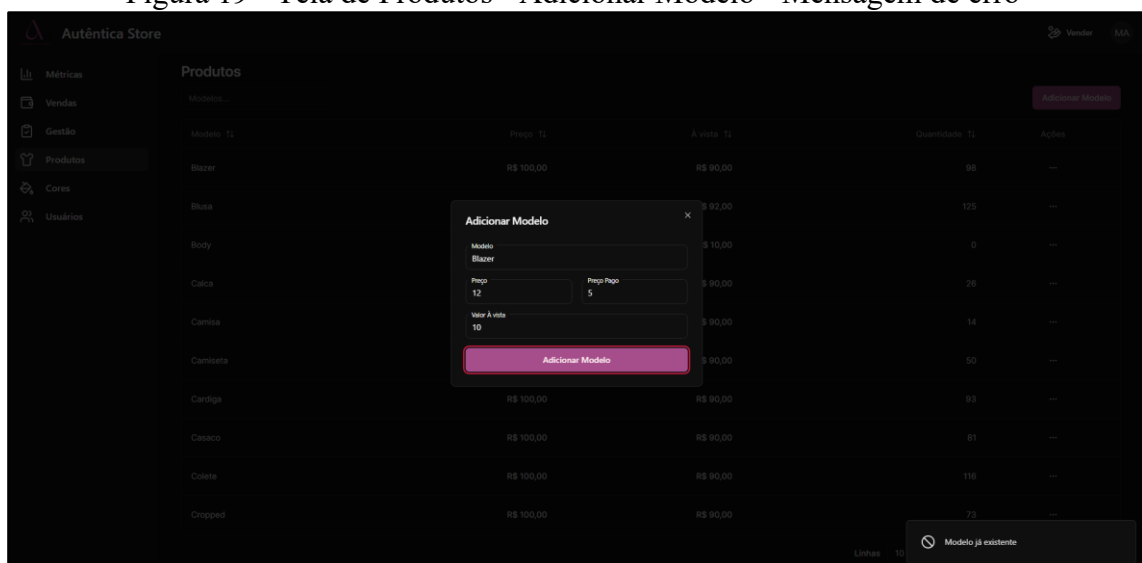 Figura 19 - Tela de Produtos - Adicionar Modelo - Mensagem de erro
Autêntica Store
Vender MA
Métricas
Vendas
Gestão
Produtos
Cores
Usuários
Produtos
Modelos...
Adicionar Modelo
Modelo Preço À vista Quantidade Ações
Blazer R$ 100,00 R$ 90,00 98 ...
Blusa $ 92,00 125 ...
Body $ 10,00 0 ...
Calca $ 90,00 26 ...
Camisa $ 90,00 14 ...
Camiseta $ 90,00 50 ...
Cardiga R$ 100,00 R$ 90,00 93 ...
Casaco R$ 100,00 R$ 90,00 81 ...
Colete R$ 100,00 R$ 90,00 116 ...
Cropped R$ 100,00 R$ 90,00 73 ...
Linhas 10
Adicionar Modelo
Modelo
Blazer
Preço Preço Pago
12 5
Valor À vista
10
Adicionar Modelo
Modelo já existente